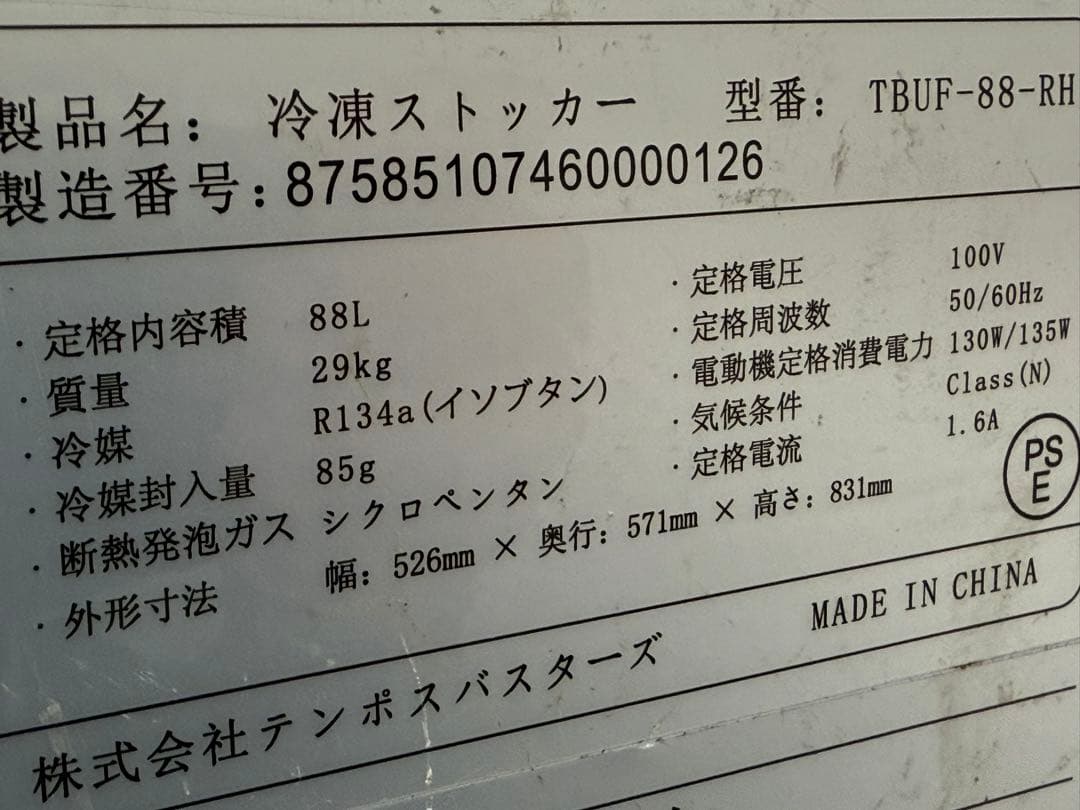 製品名： 冷凍ストッカー 型番： TBUF-88-RH
製造番号：87585107460000126
・定格内容積 88L
・質量 29kg
・冷媒 R134a(イソブタン)
・冷媒封入量 85g
・断熱発泡ガス シクロペンタン
・外形寸法 幅：526mm × 奥行：571mm × 高さ：831mm
・定格電圧 100V
・定格周波数 50/60Hz
・電動機定格消費電力 130W/135W
・気候条件 Class(N)
・定格電流 1.6A
PS
E
MADE IN CHINA
株式会社テンポスバスターズ